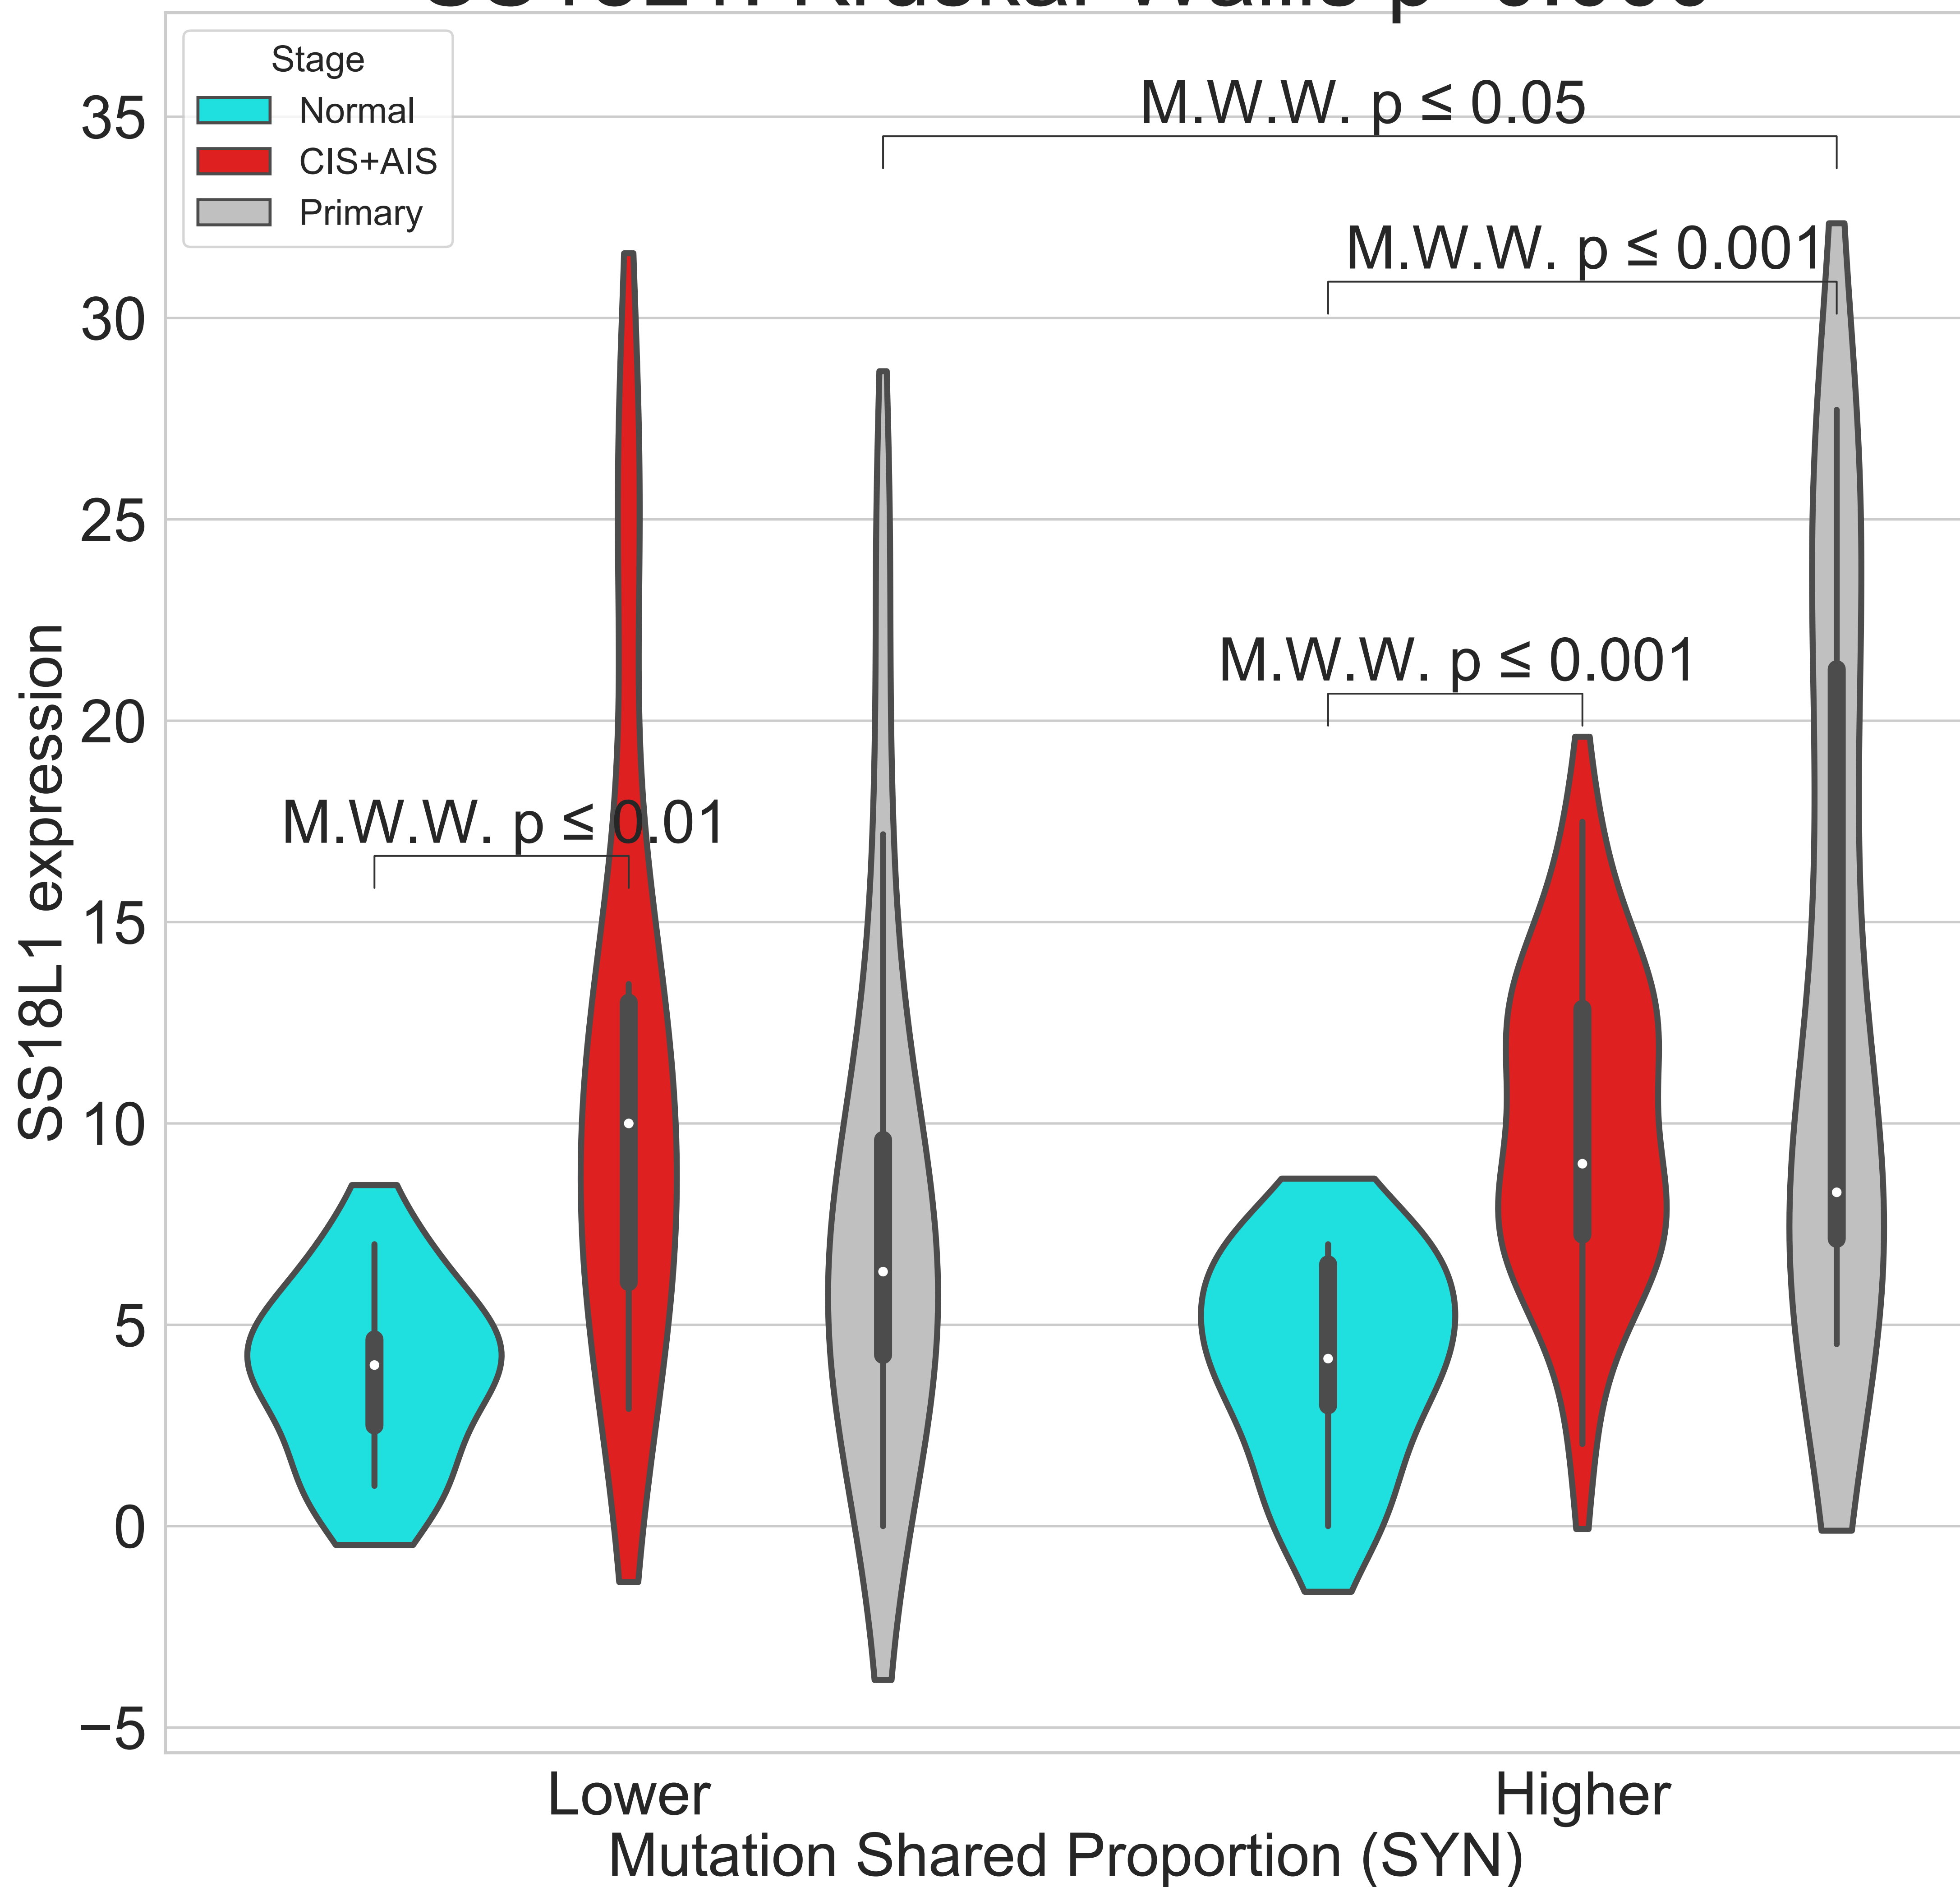 Stage
Normal
CIS+AIS
Primary
M.W.W. p ≤ 0.05
M.W.W. p ≤ 0.001
M.W.W. p ≤ 0.001
M.W.W. p ≤ 0.01
35
30
25
20
15
10
5
0
−5
SS18L1 expression
Lower
Higher
Mutation Shared Proportion (SYN)